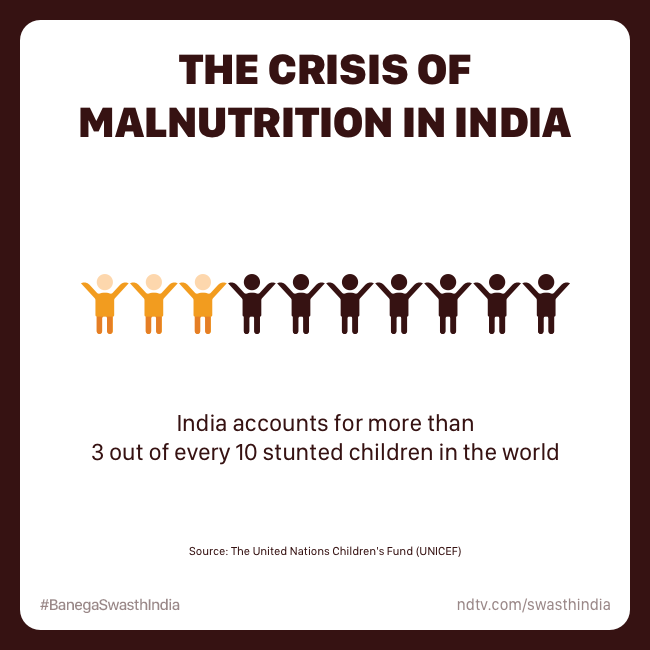 THE CRISIS OF
MALNUTRITION IN INDIA
India accounts for more than
3 out of every 10 stunted children in the world
Source: The United Nations Children's Fund (UNICEF)
#BanegaSwasthIndia
ndtv.com/swasthindia